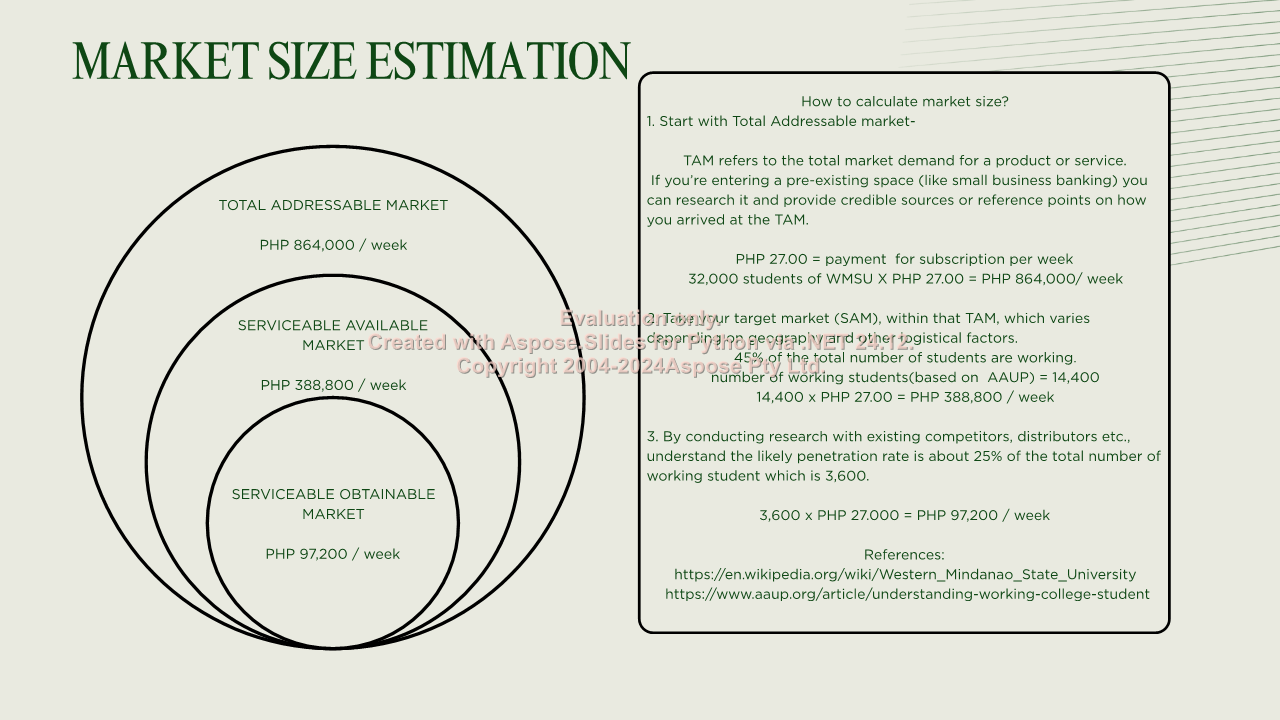 MARKET SIZE ESTIMATION
TOTAL ADDRESSABLE MARKET
PHP 864,000 / week
SERVICEABLE AVAILABLE
MARKET
PHP 388,800 / week
SERVICEABLE OBTAINABLE
MARKET
PHP 97,200 / week
How to calculate market size?
1. Start with Total Addressable market-
TAM refers to the total market demand for a product or service.
If you're entering a pre-existing space (like small business banking) you
can research it and provide credible sources or reference points on how
you arrived at the TAM.
PHP 27.00 = payment  for subscription per week
32,000 students of WMSU X PHP 27.00 = PHP 864,000/ week
2. Take your target market (SAM), within that TAM, which varies
depending on geography and other logistical factors.
45% of the total number of students are working.
number of working students(based on  AAUP) = 14,400
14,400 x PHP 27.00 = PHP 388,800 / week
3. By conducting research with existing competitors, distributors etc.,
understand the likely penetration rate is about 25% of the total number of
working student which is 3,600.
3,600 x PHP 27.000 = PHP 97,200 / week
References:
https://en.wikipedia.org/wiki/Western_Mindanao_State_University
https://www.aaup.org/article/understanding-working-college-student
Evaluation only.
Created with Aspose.Slides for Python via .NET 24.12.
Copyright 2004-2024Aspose Pty Ltd.